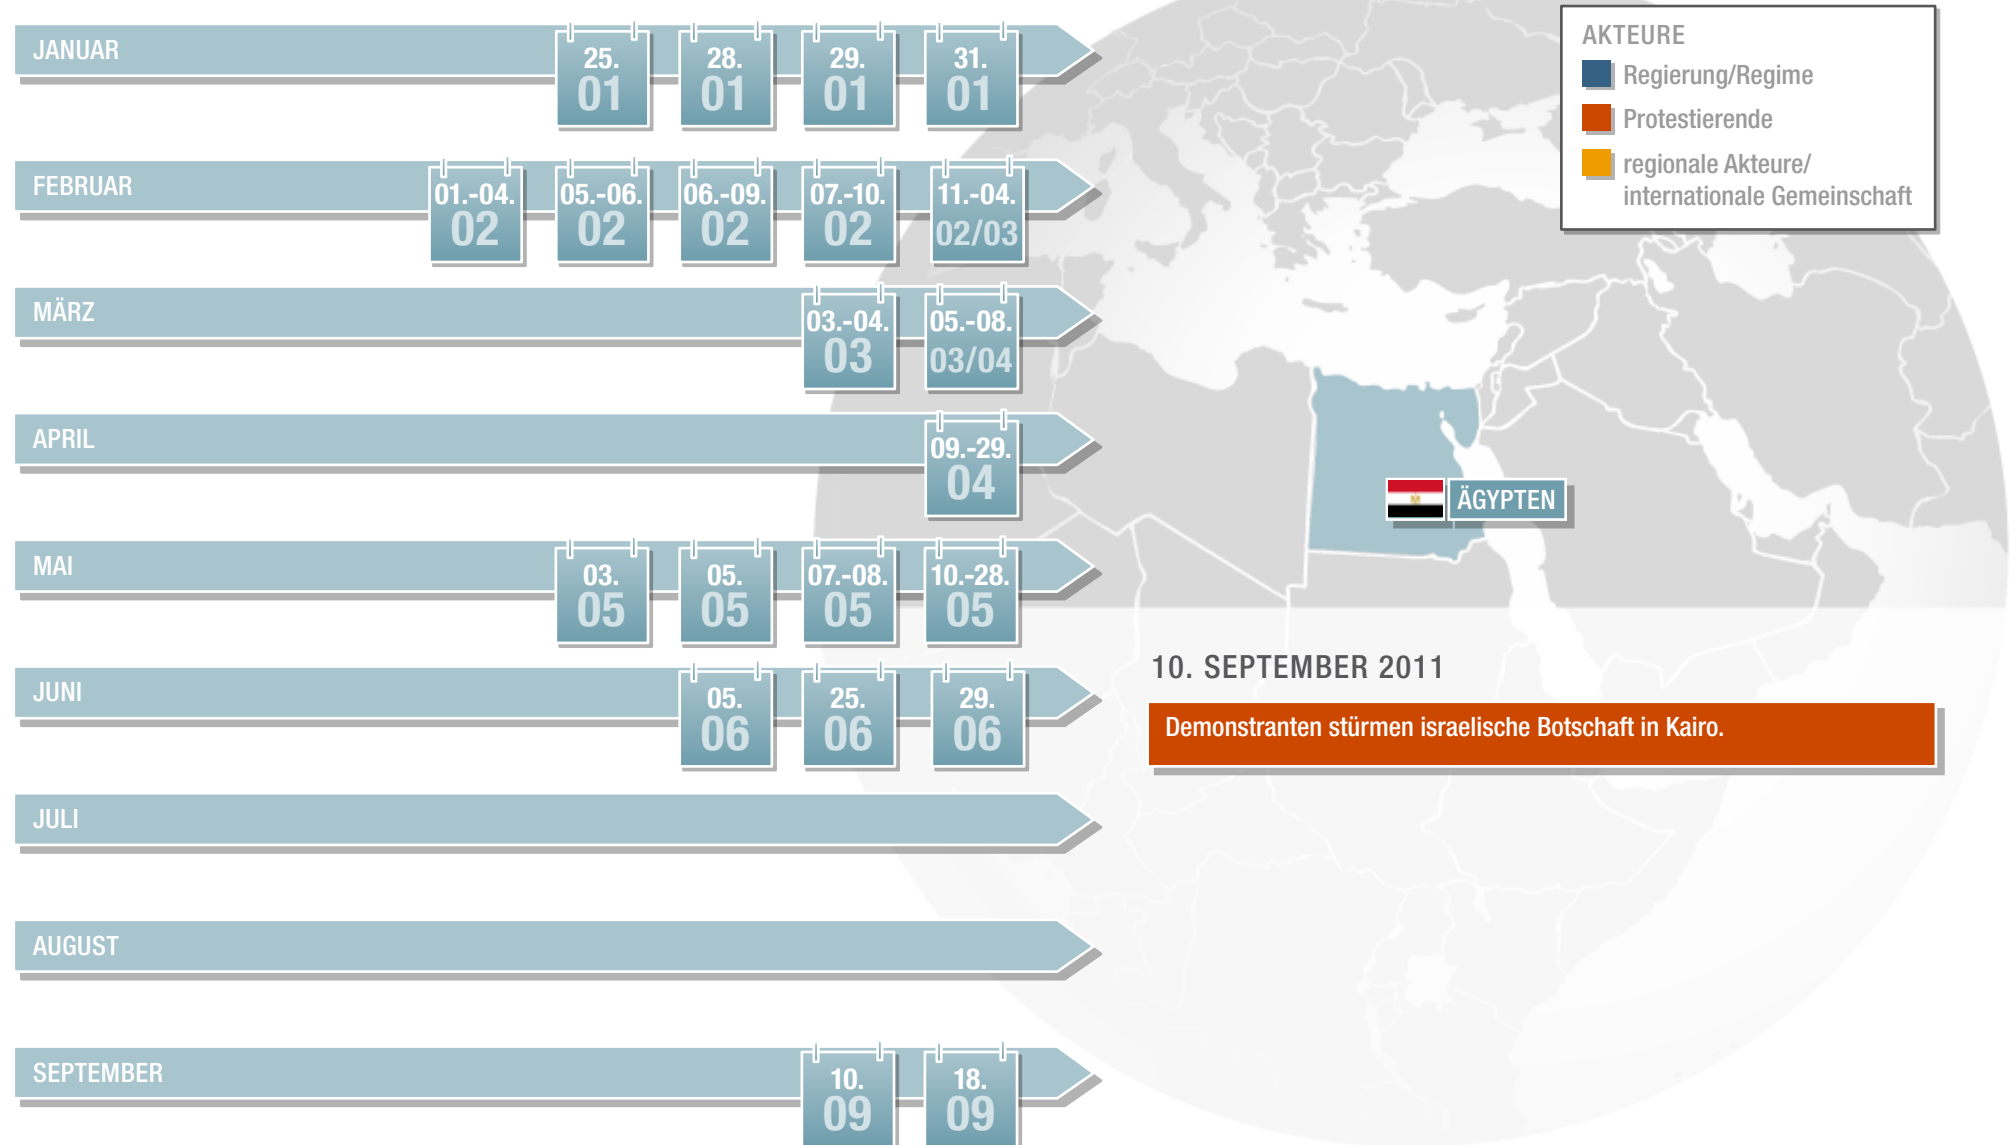 JANUAR
25.
01
28.
01
29.
01
31.
01
FEBRUAR
01.-04.
02
05.-06.
02
06.-09.
02
07.-10.
02
11.-04.
02/03
MÄRZ
03.-04.
03
05.-08.
03/04
APRIL
09.-29.
04
MAI
03.
05
05.
05
07.-08.
05
10.-28.
05
JUNI
05.
06
25.
06
29.
06
JULI
AUGUST
SEPTEMBER
10.
09
18.
09
AKTEURE
Regierung/Regime
Protestierende
regionale Akteure/
internationale Gemeinschaft
ÄGYPTEN
10. SEPTEMBER 2011
Demonstranten stürmen israelische Botschaft in Kairo.